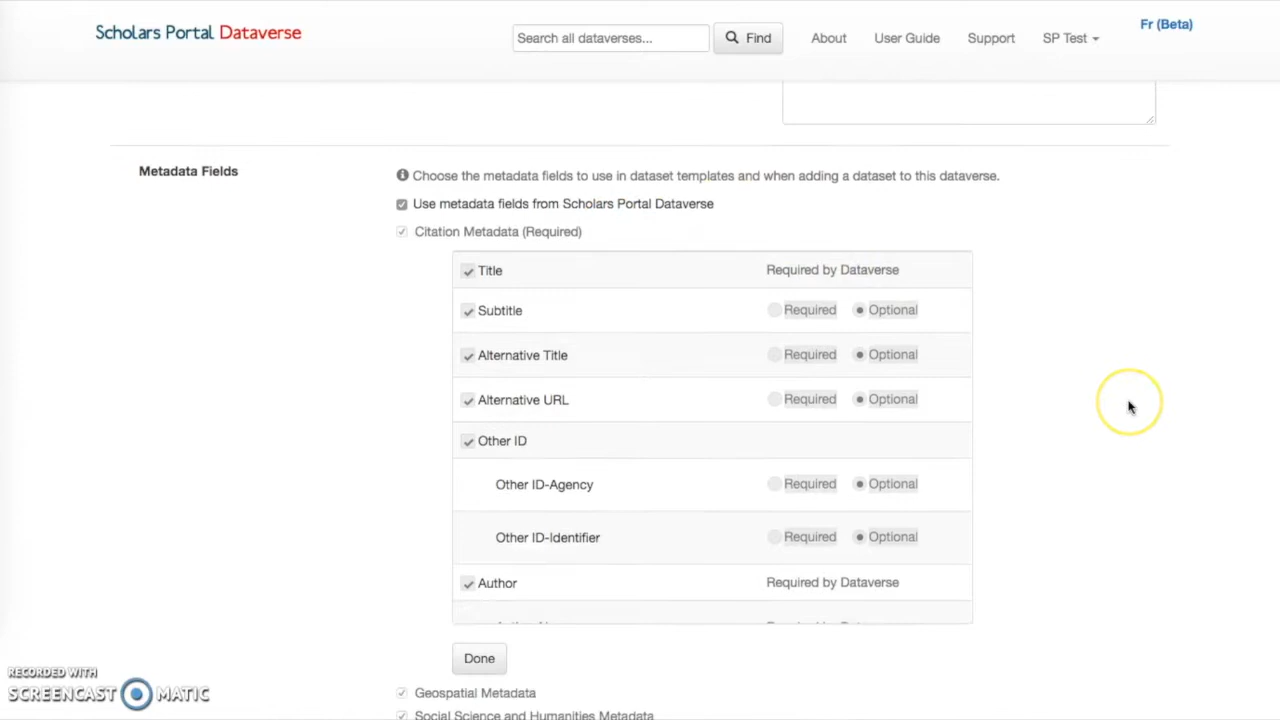 Scholars Portal Dataverse
Search all dataverses...
Find
About
User Guide
Support
SP Test
Fr (Beta)
Metadata Fields
Choose the metadata fields to use in dataset templates and when adding a dataset to this dataverse.
Use metadata fields from Scholars Portal Dataverse
Citation Metadata (Required)
Title Required by Dataverse
Subtitle Required Optional
Alternative Title Required Optional
Alternative URL Required Optional
Other ID
Other ID-Agency Required Optional
Other ID-Identifier Required Optional
Author Required by Dataverse
Done
Geospatial Metadata
Social Science and Humanities Metadata
RECORDED WITH
SCREENCAST MATIC